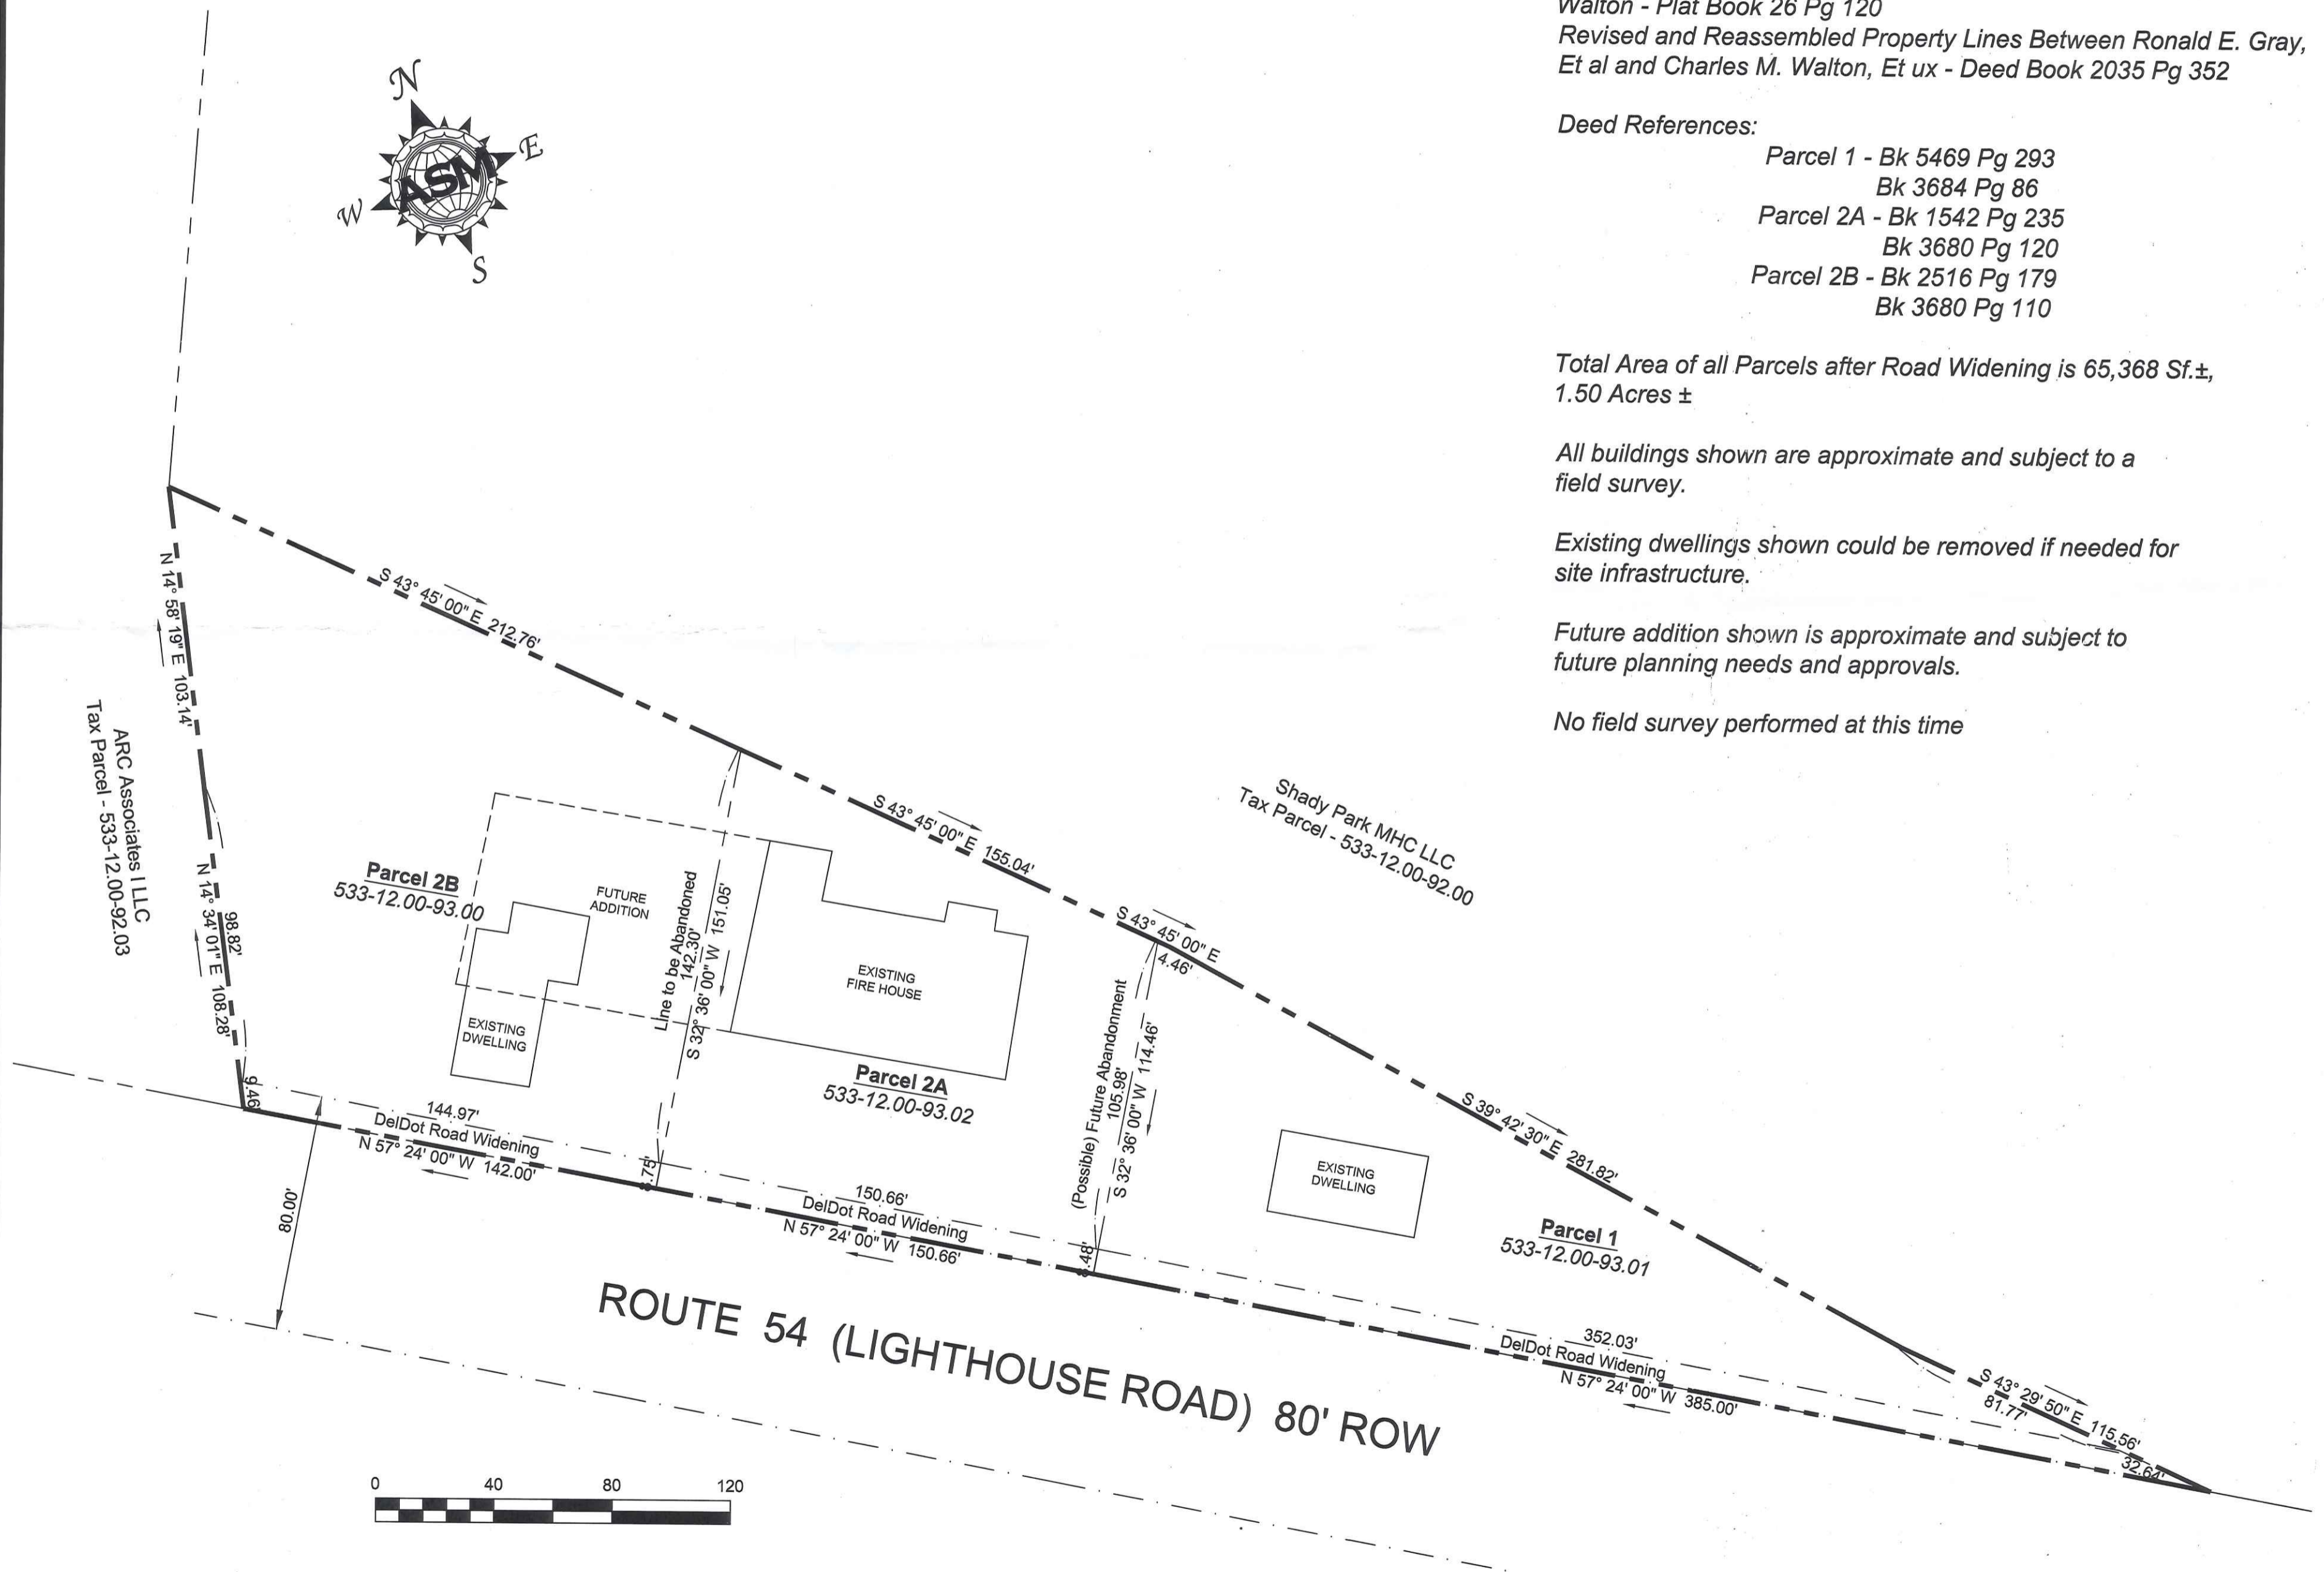 Walton - Plat Book 26 Pg 120
Revised and Reassembled Property Lines Between Ronald E. Gray,
Et al and Charles M. Walton, Et ux - Deed Book 2035 Pg 352
Deed References:
Parcel 1 - Bk 5469 Pg 293
Bk 3684 Pg 86
Parcel 2A - Bk 1542 Pg 235
Bk 3680 Pg 120
Parcel 2B - Bk 2516 Pg 179
Bk 3680 Pg 110
Total Area of all Parcels after Road Widening is 65,368 Sf.±,
1.50 Acres ±
All buildings shown are approximate and subject to a
field survey.
Existing dwellings shown could be removed if needed for
site infrastructure.
Future addition shown is approximate and subject to
future planning needs and approvals.
No field survey performed at this time
N
E
ASM
W
S
N 14° 58' 19" E 103.14'
S 43° 45' 00" E 212.76'
ARC Associates I LLC
Tax Parcel - 533-12.00-92.03
98.82'
N 14° 34' 01" E 108.28'
9.46'
Parcel 2B
533-12.00-93.00
FUTURE
ADDITION
EXISTING
DWELLING
Line to be Abandoned
142.30'
S 32° 36' 00" W 151.05'
S 43° 45' 00" E 155.04'
EXISTING
FIRE HOUSE
Parcel 2A
533-12.00-93.02
Shady Park MHC LLC
Tax Parcel - 533-12.00-92.00
S 43° 45' 00" E
4.46'
(Possible) Future Abandonment
105.98'
S 32° 36' 00" W 114.46'
S 39° 42' 30" E 281.82'
EXISTING
DWELLING
Parcel 1
533-12.00-93.01
144.97'
DelDot Road Widening
N 57° 24' 00" W 142.00'
80.00'
150.66'
DelDot Road Widening
N 57° 24' 00" W 150.66'
352.03'
DelDot Road Widening
N 57° 24' 00" W 385.00'
S 43° 29' 50" E 115.56'
81.77'
32.64'
ROUTE 54 (LIGHTHOUSE ROAD) 80' ROW
0 40 80 120